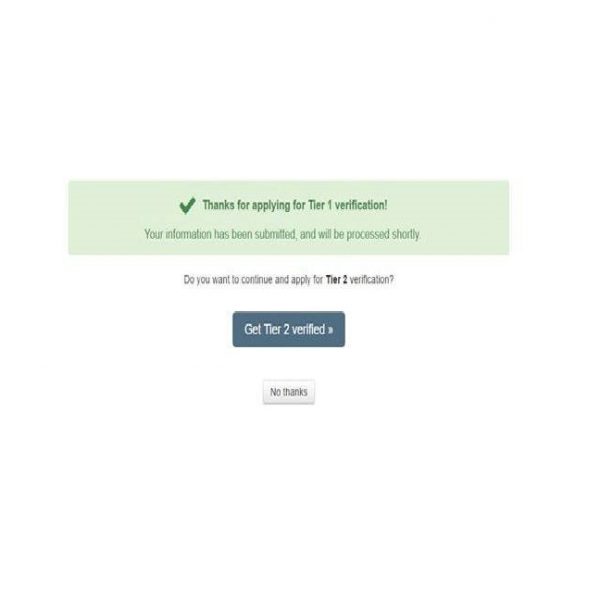 Thanks for applying for Tier 1 verification!
Your information has been submitted, and will be processed shortly.
Do you want to continue and apply for Tier 2 verification?
Get Tier 2 verified »
No thanks